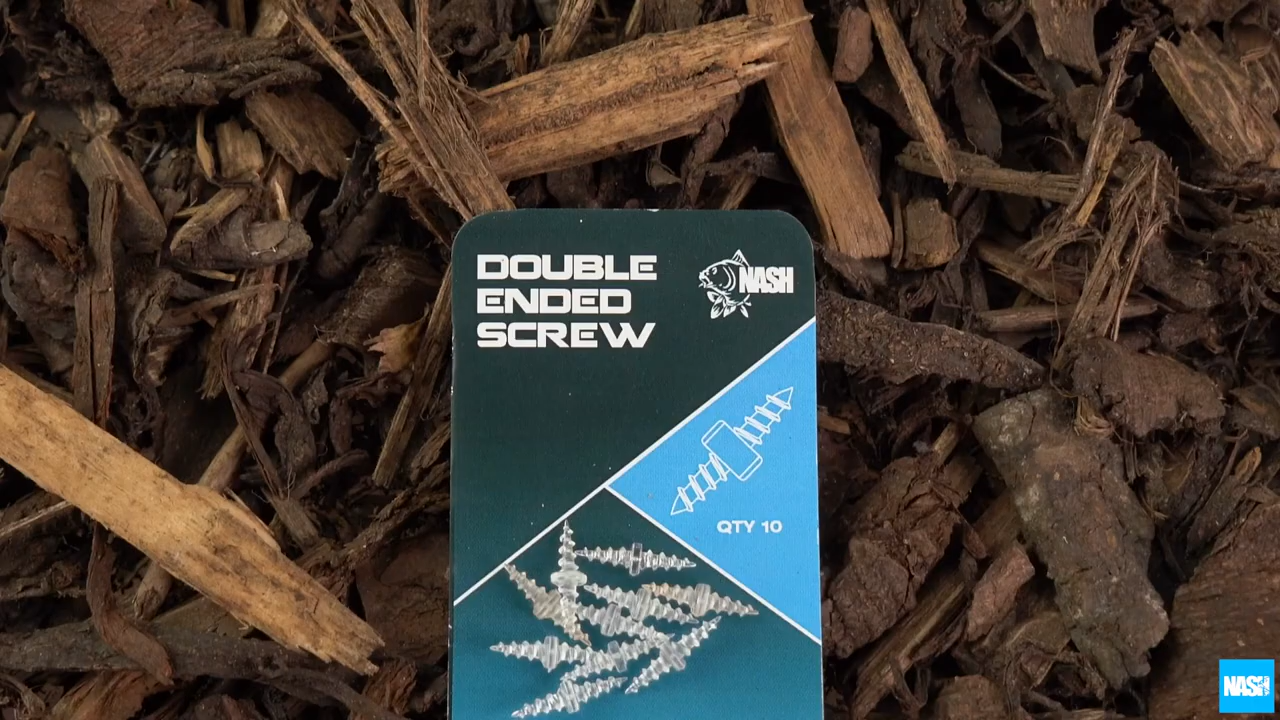 DOUBLE
ENDED
SCREW
NASH
QTY 10
NASH